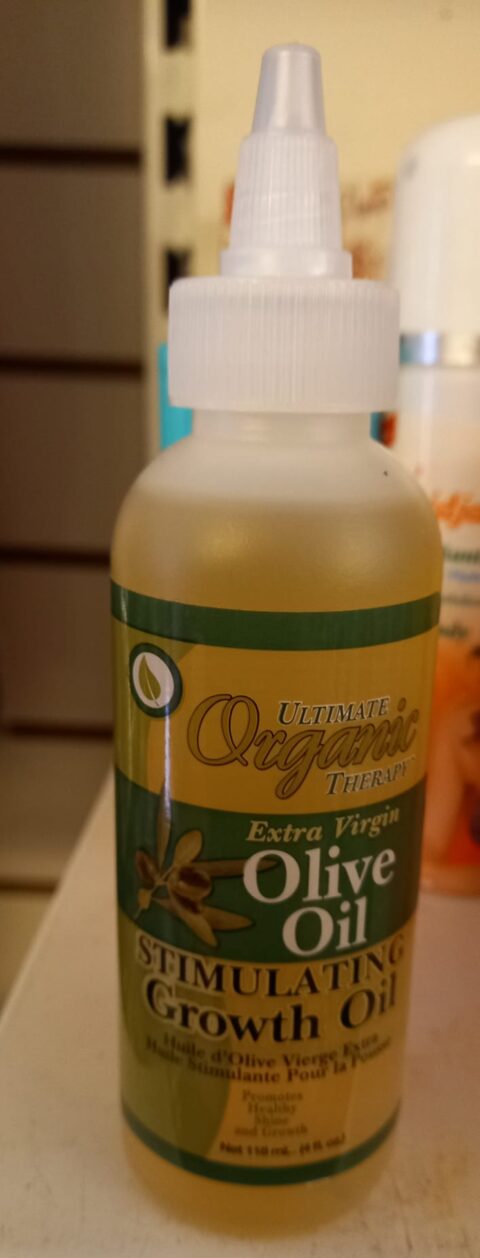 ULTIMATE
Organic
THERAPY
Extra Virgin
Olive
Oil
STIMULATING
Growth Oil
Huile d'Olive Vierge Extra
Huile Stimulante Pour la Pousse
Promotes
Healthy
Shine
and Growth
Net 118 mL. (4 fl oz.)